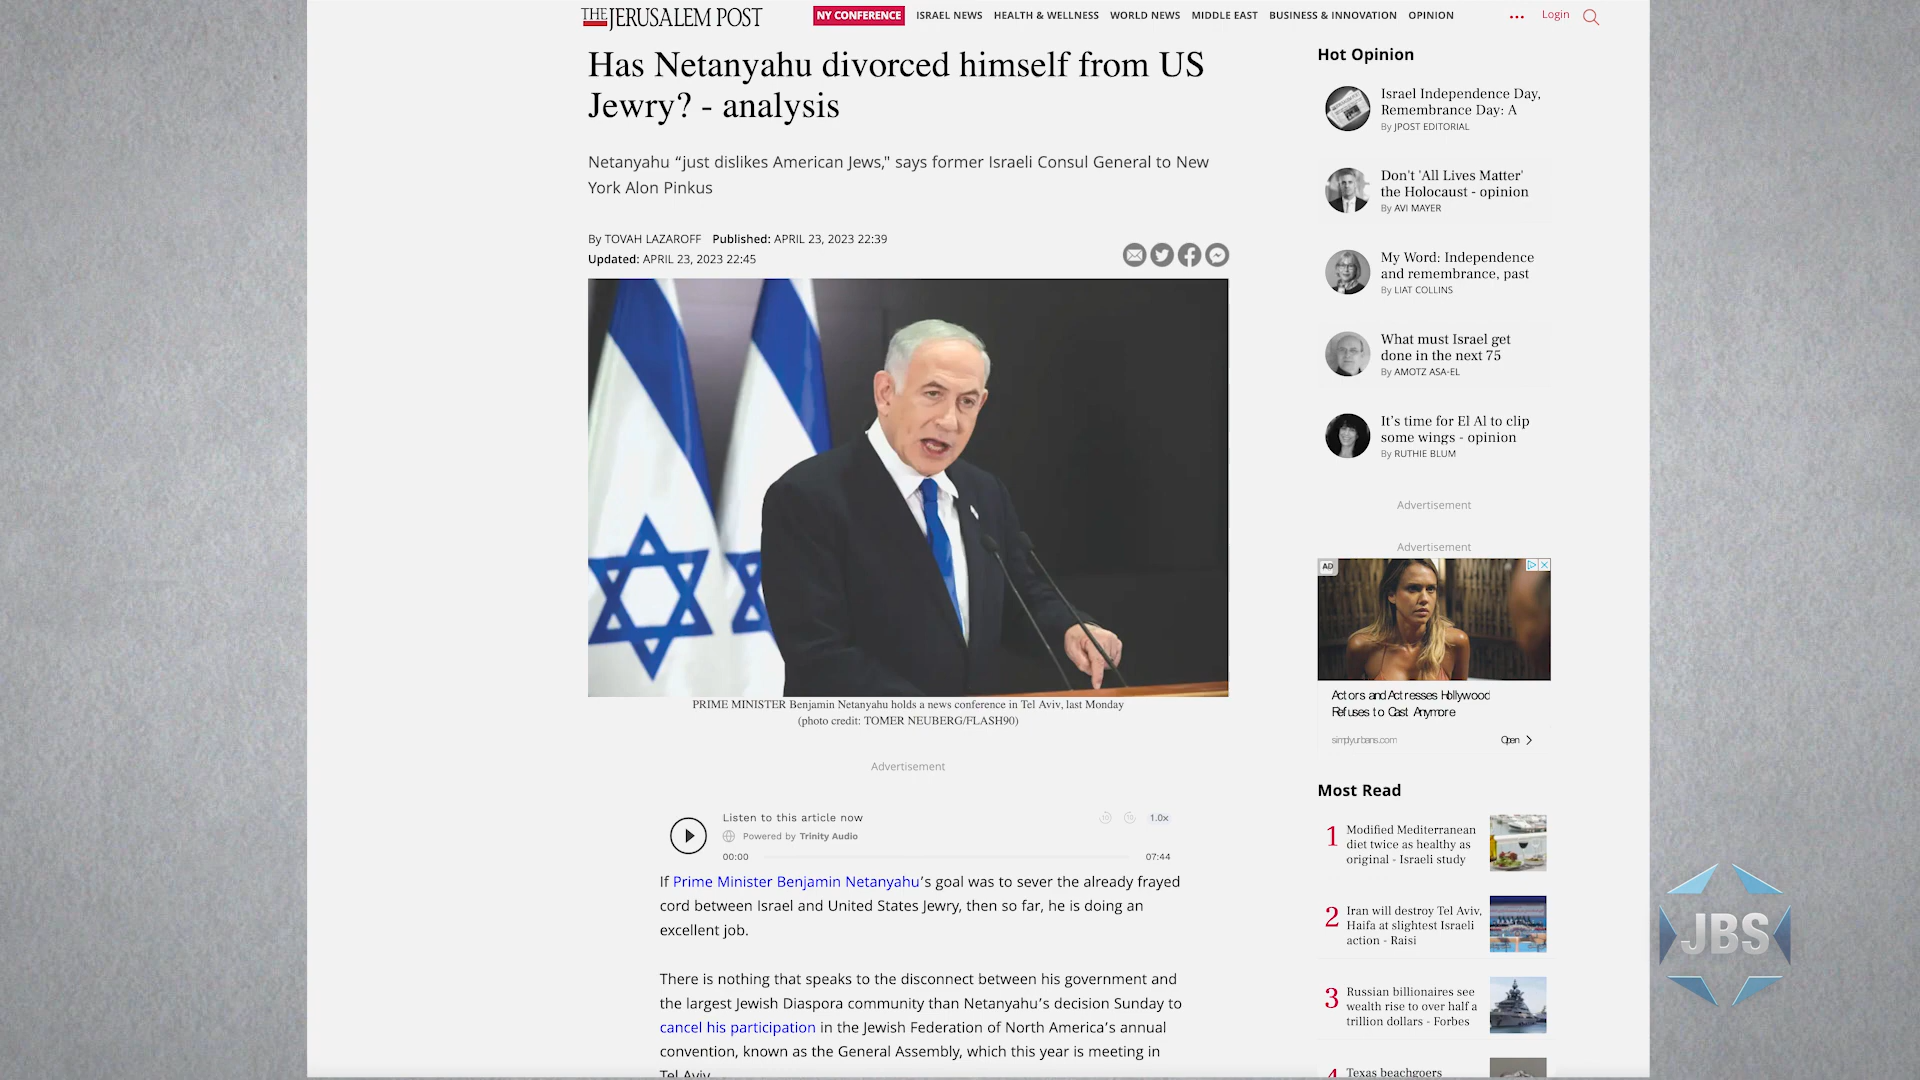 THE JERUSALEM POST
NY CONFERENCE ISRAEL NEWS HEALTH & WELLNESS WORLD NEWS MIDDLE EAST BUSINESS & INNOVATION OPINION ... Login
Has Netanyahu divorced himself from US
Jewry? - analysis
Netanyahu “just dislikes American Jews," says former Israeli Consul General to New
York Alon Pinkus
By TOVAH LAZAROFF Published: APRIL 23, 2023 22:39
Updated: APRIL 23, 2023 22:45
PRIME MINISTER Benjamin Netanyahu holds a news conference in Tel Aviv, last Monday
(photo credit: TOMER NEUBERG/FLASH90)
Advertisement
Listen to this article now
10 10 1.0x
Powered by Trinity Audio
00:00 07:44
If Prime Minister Benjamin Netanyahu’s goal was to sever the already frayed
cord between Israel and United States Jewry, then so far, he is doing an
excellent job.
There is nothing that speaks to the disconnect between his government and
the largest Jewish Diaspora community than Netanyahu’s decision Sunday to
cancel his participation in the Jewish Federation of North America’s annual
convention, known as the General Assembly, which this year is meeting in
Tel Aviv.
Hot Opinion
Israel Independence Day,
Remembrance Day: A
By JPOST EDITORIAL
Don't 'All Lives Matter'
the Holocaust - opinion
By AVI MAYER
My Word: Independence
and remembrance, past
By LIAT COLLINS
What must Israel get
done in the next 75
By AMOTZ ASA-EL
It’s time for El Al to clip
some wings - opinion
By RUTHIE BLUM
Advertisement
Advertisement
AD
Actors and Actresses Hollywood
Refuses to Cast Anymore
simplyurbans.com Open
Most Read
1 Modified Mediterranean
diet twice as healthy as
original - Israeli study
2 Iran will destroy Tel Aviv,
Haifa at slightest Israeli
action - Raisi
3 Russian billionaires see
wealth rise to over half a
trillion dollars - Forbes
4 Texas beachgoers
JBS